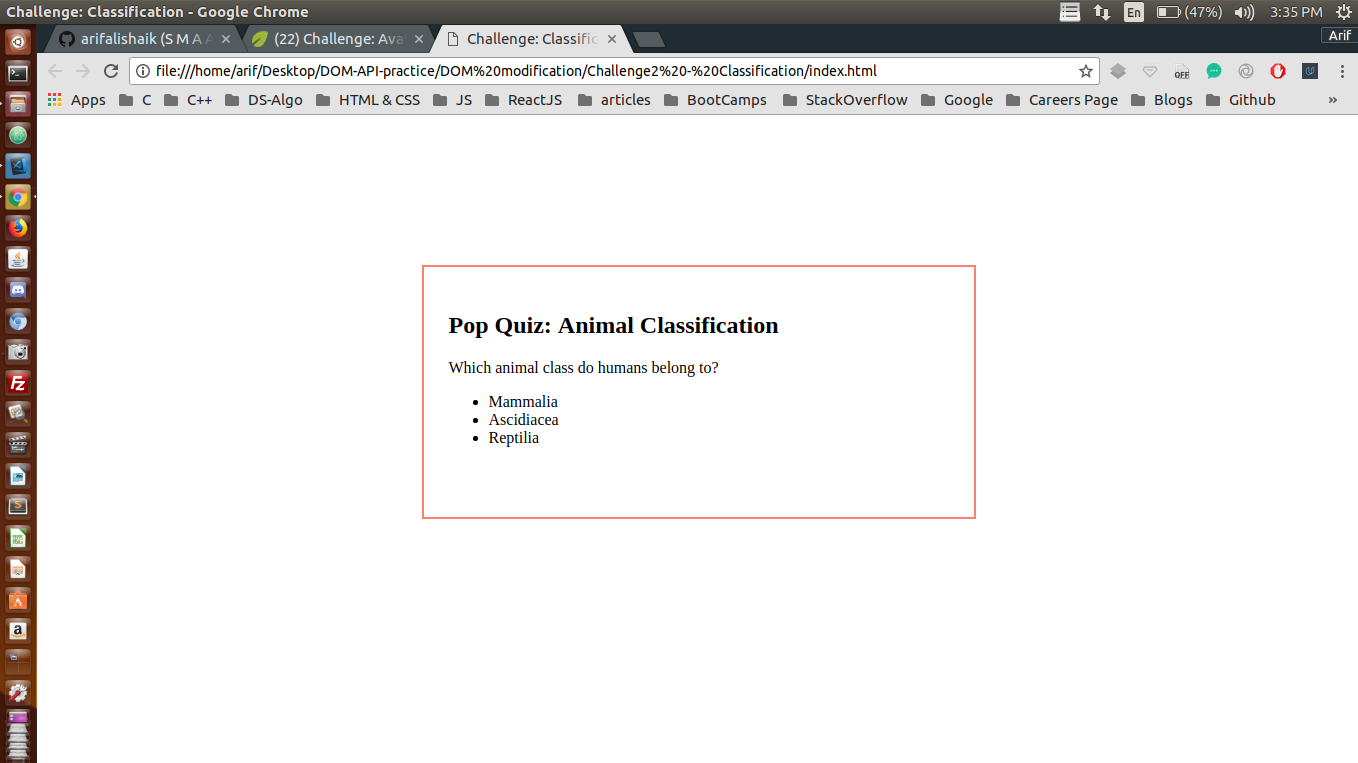 Challenge: Classification - Google Chrome
En (47%) 3:35 PM
arifalishaik (S M A A (22) Challenge: Ava Challenge: Classific Arif
file:///home/arif/Desktop/DOM-API-practice/DOM%20modification/Challenge2%20-%20Classification/index.html OFF
Apps C C++ DS-Algo HTML & CSS JS ReactJS articles BootCamps StackOverflow Google Careers Page Blogs Github »
Pop Quiz: Animal Classification
Which animal class do humans belong to?
• Mammalia
• Ascidiacea
• Reptilia